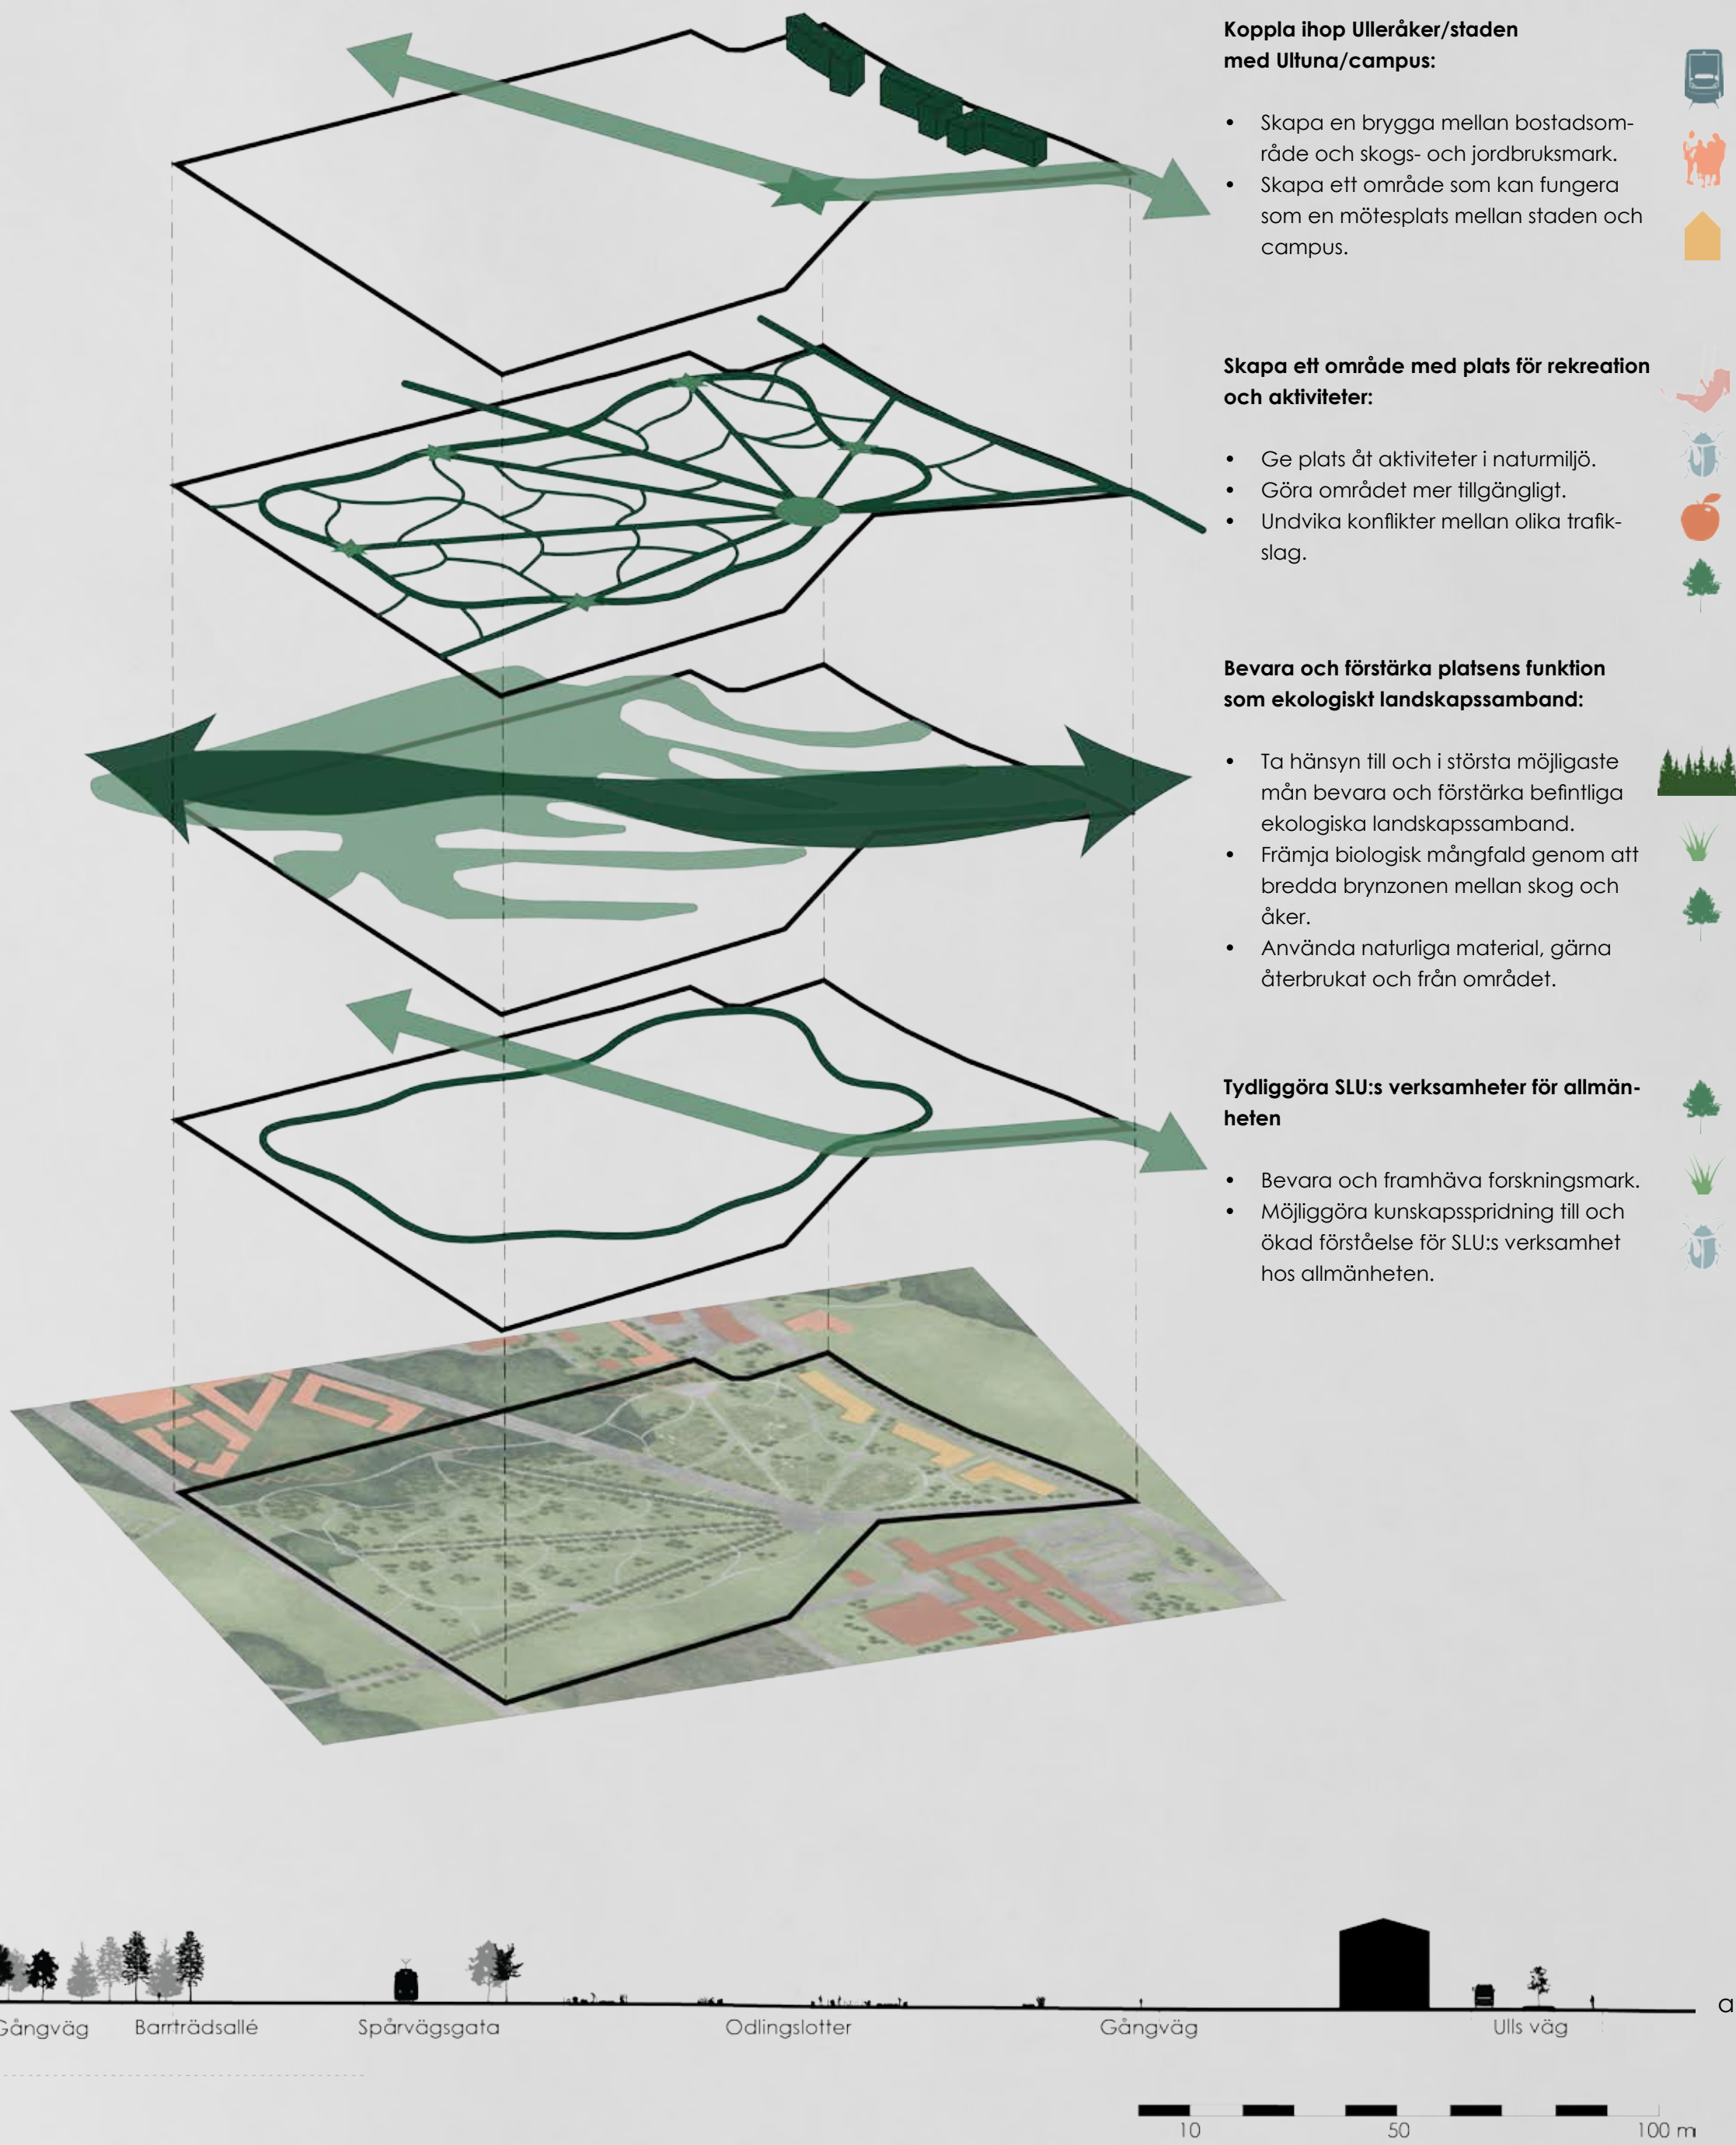 Koppla ihop Ulleråker/staden
med Ultuna/campus:
• Skapa en brygga mellan bostadsom-
råde och skogs- och jordbruksmark.
• Skapa ett område som kan fungera
som en mötesplats mellan staden och
campus.
Skapa ett område med plats för rekreation
och aktiviteter:
• Ge plats åt aktiviteter i naturmiljö.
• Göra området mer tillgängligt.
• Undvika konflikter mellan olika trafik-
slag.
Bevara och förstärka platsens funktion
som ekologiskt landskapssamband:
• Ta hänsyn till och i största möjligaste
mån bevara och förstärka befintliga
ekologiska landskapssamband.
• Främja biologisk mångfald genom att
bredda brynzonen mellan skog och
åker.
• Använda naturliga material, gärna
återbrukat och från området.
Tydliggöra SLU:s verksamheter för allmän-
heten
• Bevara och framhäva forskningsmark.
• Möjliggöra kunskapsspridning till och
ökad förståelse för SLU:s verksamhet
hos allmänheten.
a
Gångväg Barrträdsallé Spårvägsgata Odlingslotter Gångväg Ulls väg
10 50 100 m